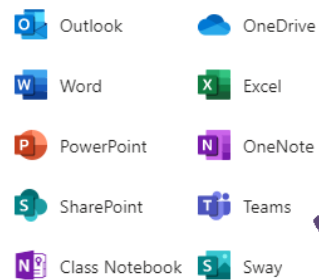 Outlook OneDrive
Word Excel
PowerPoint OneNote
SharePoint Teams
Class Notebook Sway